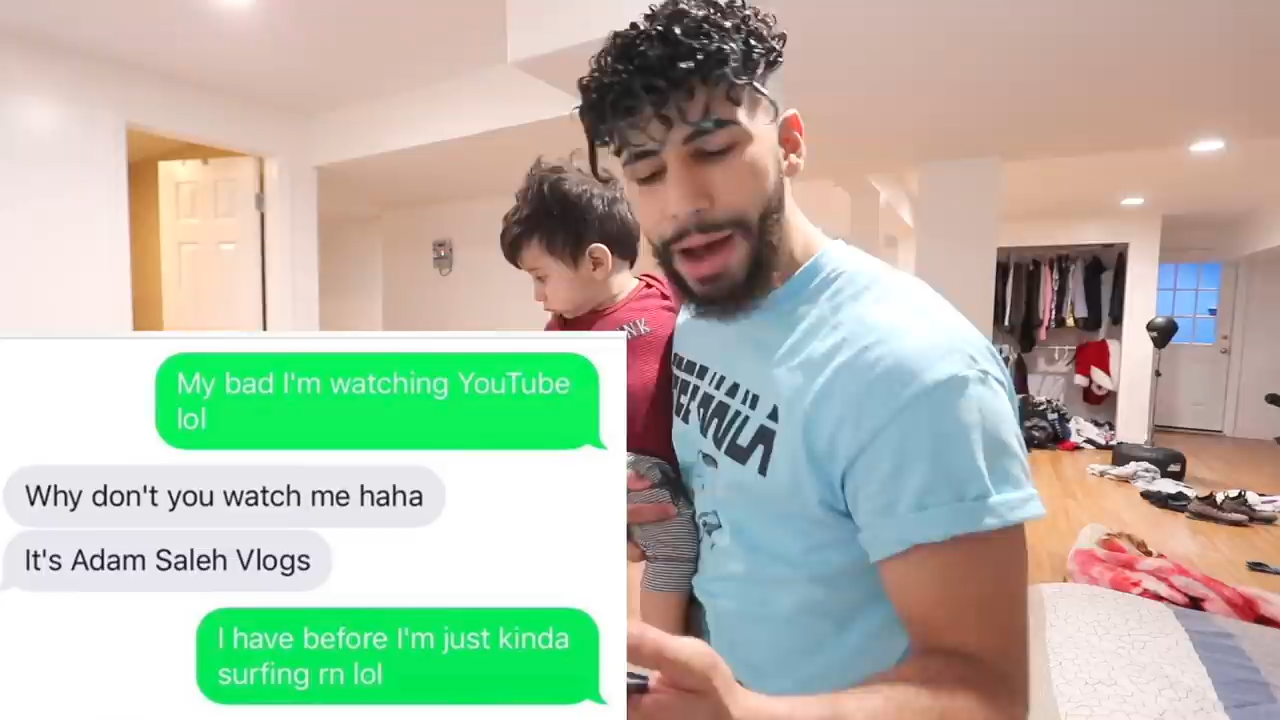 My bad I'm watching YouTube
lol
Why don't you watch me haha
It's Adam Saleh Vlogs
I have before I'm just kinda
surfing rn lol
NK